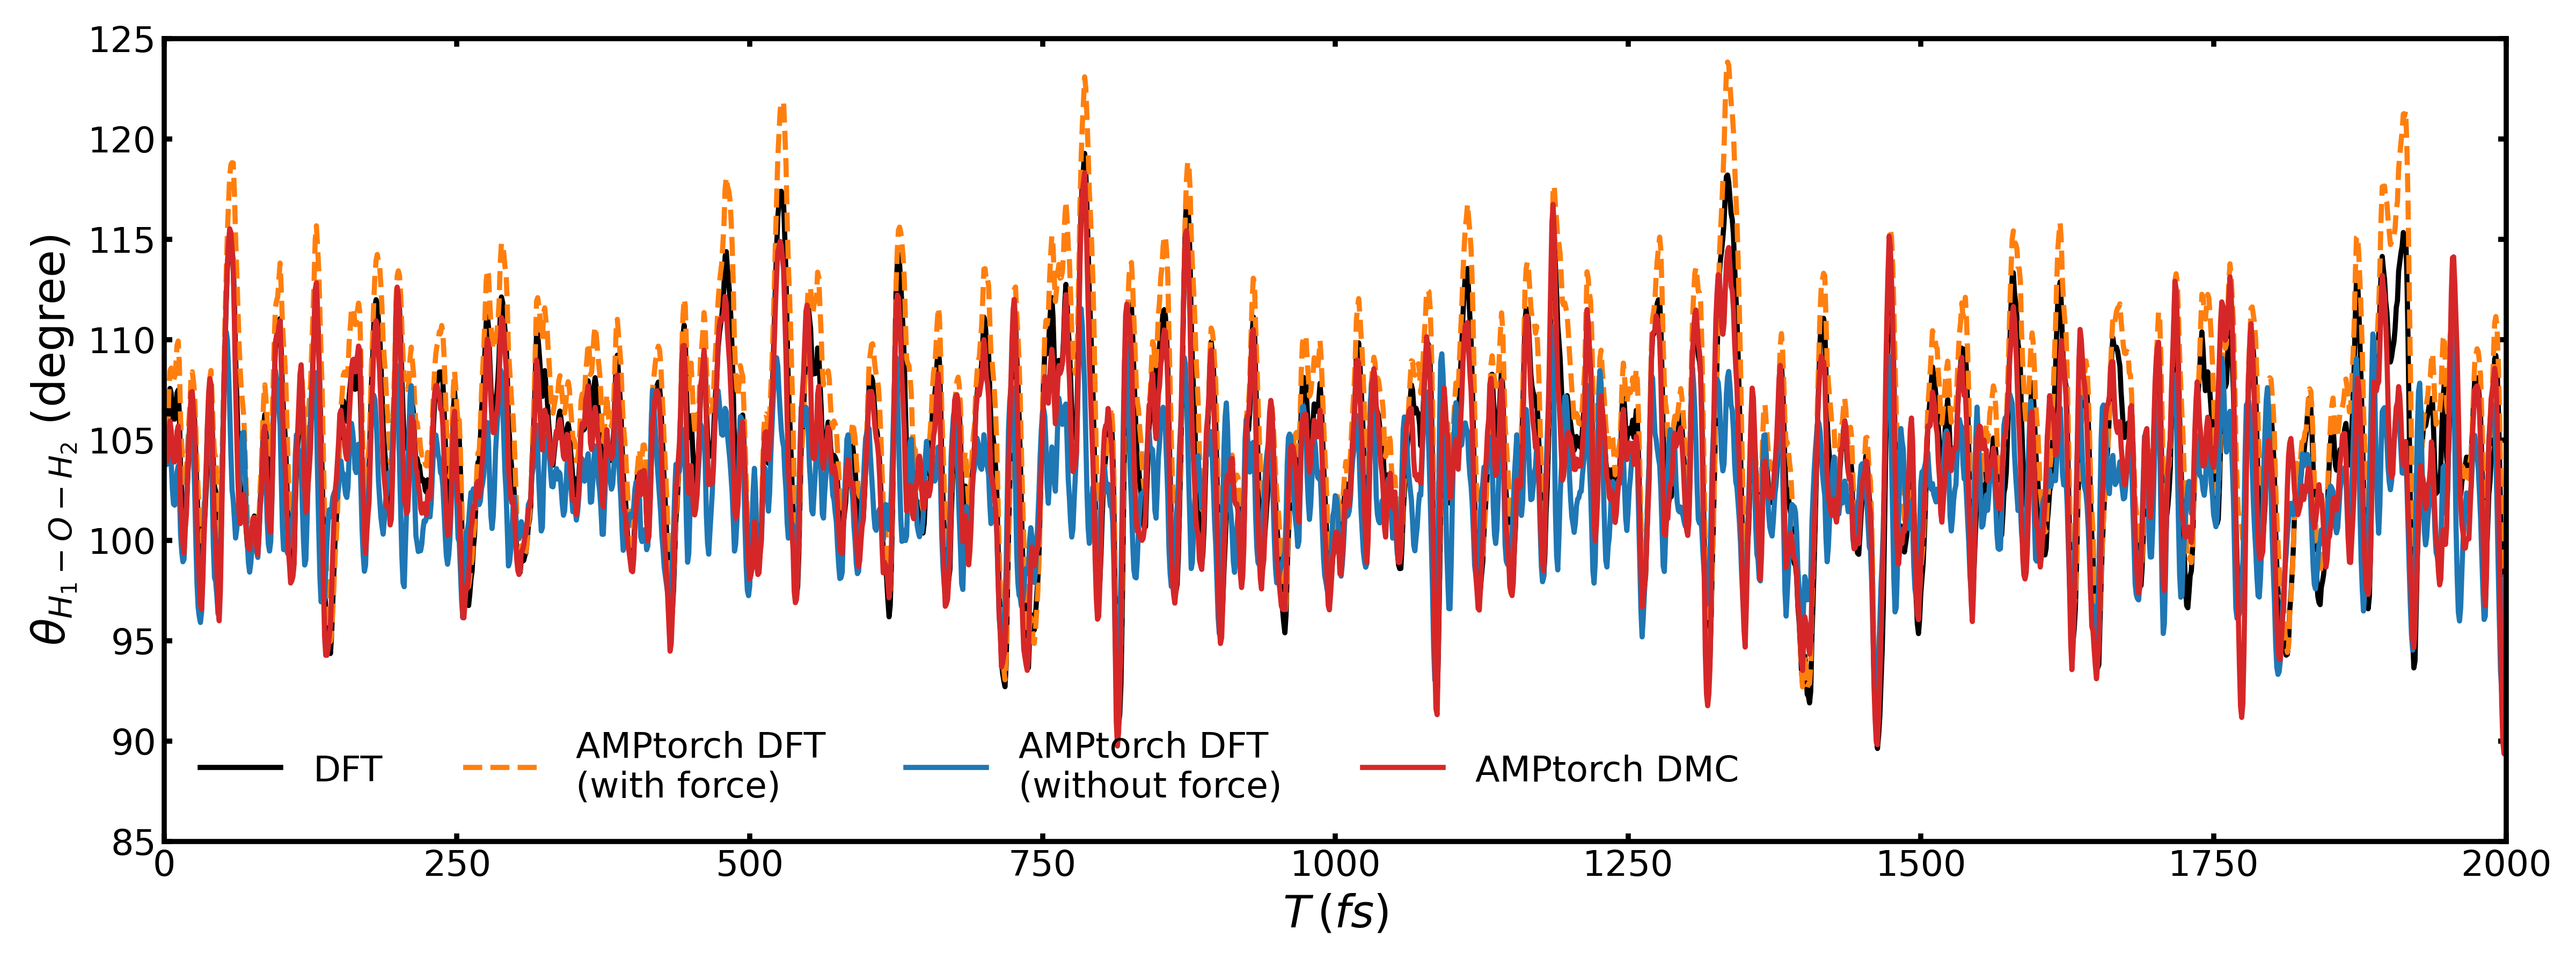 125
120
115
110
105
100
95
90
85
θH1−O−H2 (degree)
DFT
AMPtorch DFT
(with force)
AMPtorch DFT
(without force)
AMPtorch DMC
0 250 500 750 1000 1250 1500 1750 2000
T (fs)